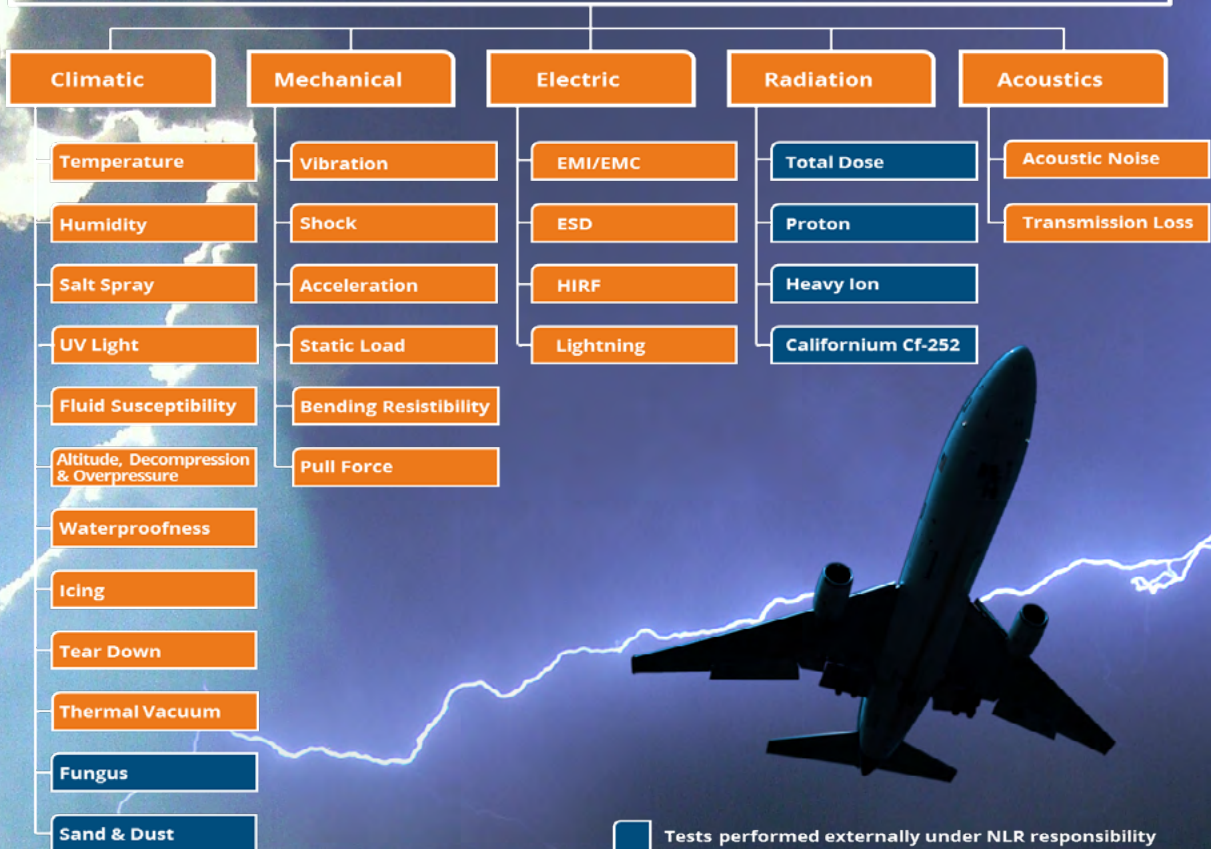 Climatic
Mechanical
Electric
Radiation
Acoustics
Temperature
Humidity
Salt Spray
UV Light
Fluid Susceptibility
Altitude, Decompression
& Overpressure
Waterproofness
Icing
Tear Down
Thermal Vacuum
Fungus
Sand & Dust
Vibration
Shock
Acceleration
Static Load
Bending Resistibility
Pull Force
EMI/EMC
ESD
HIRF
Lightning
Total Dose
Proton
Heavy Ion
Californium Cf-252
Acoustic Noise
Transmission Loss
Tests performed externally under NLR responsibility